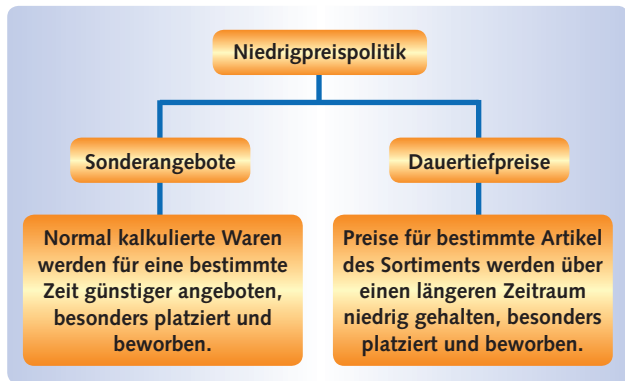 Niedrigpreispolitik
Sonderangebote
Dauertiefpreise
Normal kalkulierte Waren
werden für eine bestimmte
Zeit günstiger angeboten,
besonders platziert und
beworben.
Preise für bestimmte Artikel
des Sortiments werden über
einen längeren Zeitraum
niedrig gehalten, besonders
platziert und beworben.